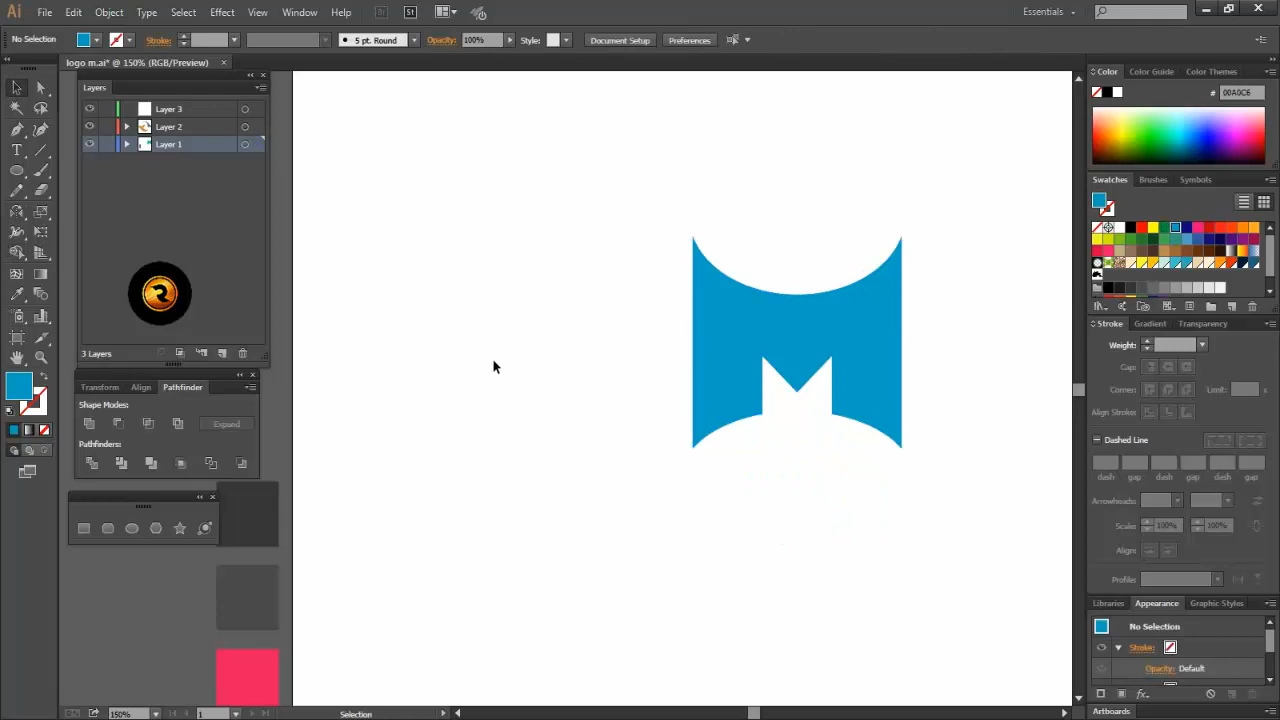 Ai File Edit Object Type Select Effect View Window Help Br St Essentials
No Selection Stroke: 5 pt. Round Opacity: 100% Style: Document Setup Preferences
logo m.ai* @ 150% (RGB/Preview)
Layers
Layer 3
Layer 2
Layer 1
3 Layers
Transform Align Pathfinder
Shape Modes:
Expand
Pathfinders:
M
150% 1 Selection
Color Color Guide Color Themes
# 00A0C6
Swatches Brushes Symbols
Stroke Gradient Transparency
Weight:
Cap:
Corner: Limit:
Align Stroke:
Dashed Line
dash gap dash gap dash gap
Arrowheads:
Scale: 100% 100%
Align:
Profile:
Libraries Appearance Graphic Styles
No Selection
Stroke:
Opacity: Default
Artboards